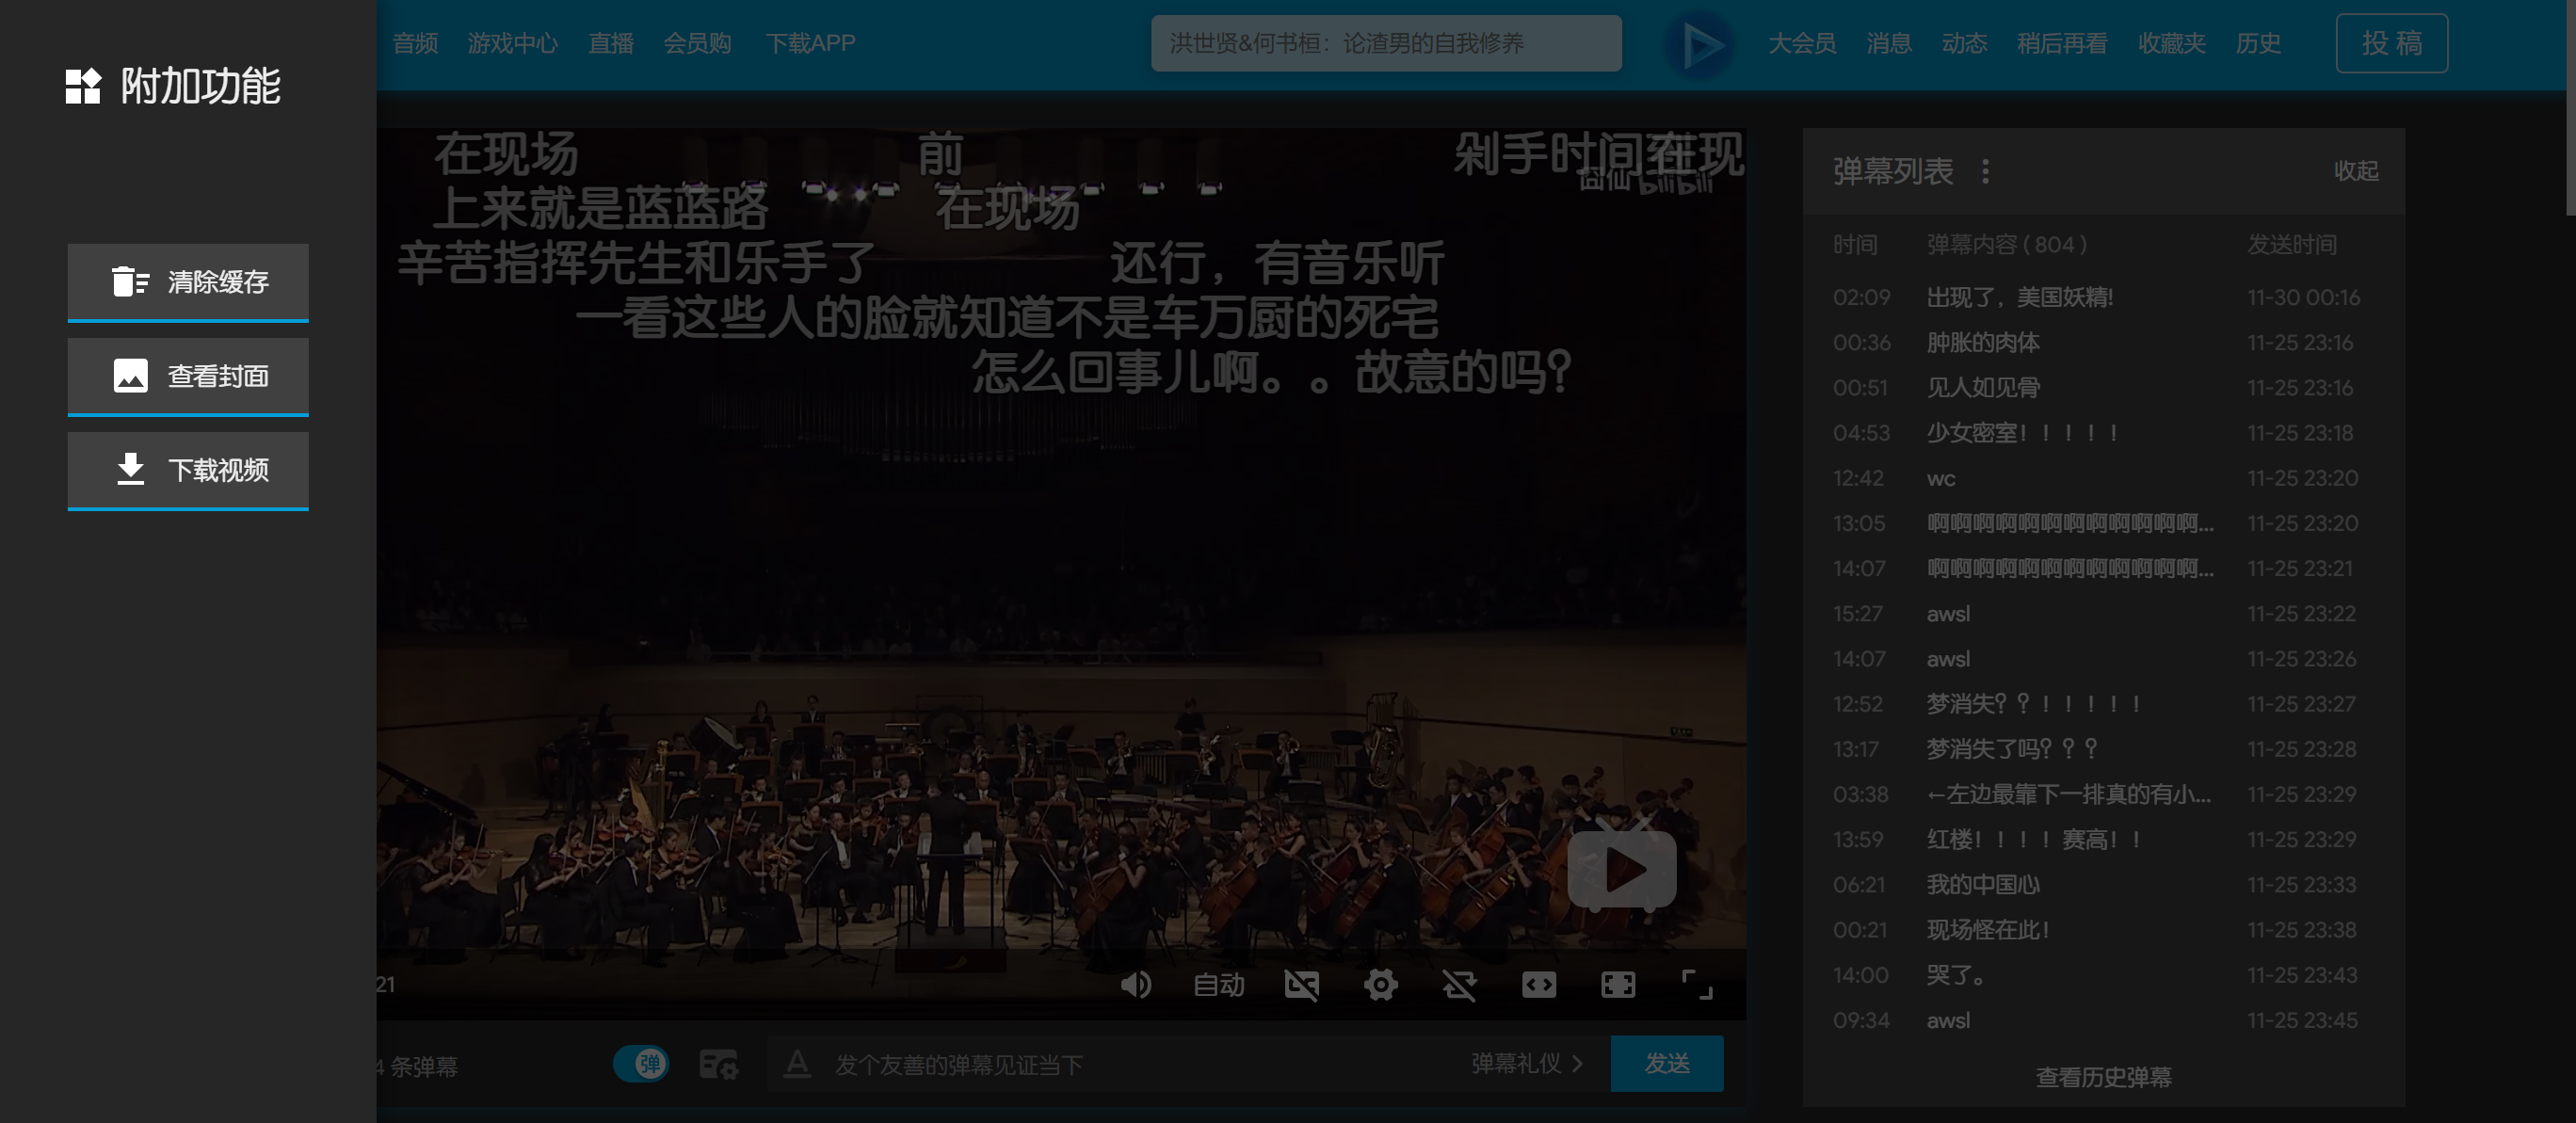 附加功能
清除缓存
查看封面
下载视频
音频 游戏中心 直播 会员购 下载APP
洪世贤&何书桓：论渣男的自我修养
大会员 消息 动态 稍后再看 收藏夹 历史 投稿
在现场 前 剁手时间 在现
上来就是蓝蓝路 在现场
辛苦指挥先生和乐手了 还行，有音乐听
一看这些人的脸就知道不是车万厨的死宅
怎么回事儿啊。。故意的吗？
bilibili
21
自动
4 条弹幕
弹
发个友善的弹幕见证当下
弹幕礼仪
发送
弹幕列表 收起
时间 弹幕内容 ( 804 ) 发送时间
02:09 出现了，美国妖精! 11-30 00:16
00:36 肿胀的肉体 11-25 23:16
00:51 见人如见骨 11-25 23:16
04:53 少女密室！！！！！ 11-25 23:18
12:42 wc 11-25 23:20
13:05 啊啊啊啊啊啊啊啊啊啊啊啊... 11-25 23:20
14:07 啊啊啊啊啊啊啊啊啊啊啊啊... 11-25 23:21
15:27 awsl 11-25 23:22
14:07 awsl 11-25 23:26
12:52 梦消失？？！！！！！ 11-25 23:27
13:17 梦消失了吗？？？ 11-25 23:28
03:38 ←左边最靠下一排真的有小... 11-25 23:29
13:59 红楼！！！！赛高！！ 11-25 23:29
06:21 我的中国心 11-25 23:33
00:21 现场怪在此！ 11-25 23:38
14:00 哭了。 11-25 23:43
09:34 awsl 11-25 23:45
查看历史弹幕